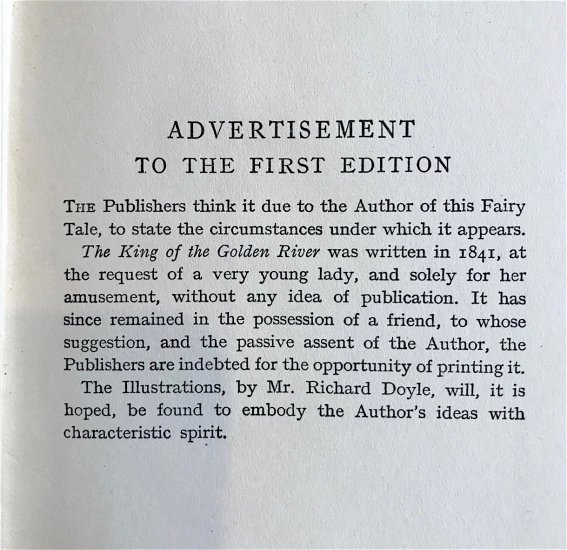 ADVERTISEMENT
TO THE FIRST EDITION
THE Publishers think it due to the Author of this Fairy
Tale, to state the circumstances under which it appears.
The King of the Golden River was written in 1841, at
the request of a very young lady, and solely for her
amusement, without any idea of publication. It has
since remained in the possession of a friend, to whose
suggestion, and the passive assent of the Author, the
Publishers are indebted for the opportunity of printing it.
The Illustrations, by Mr. Richard Doyle, will, it is
hoped, be found to embody the Author's ideas with
characteristic spirit.